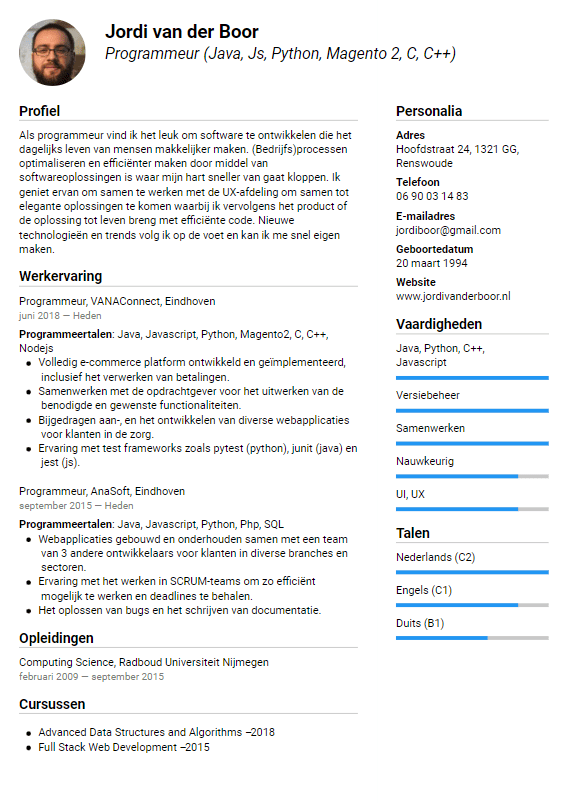 Jordi van der Boor
Programmeur (Java, Js, Python, Magento 2, C, C++)
Profiel
Als programmeur vind ik het leuk om software te ontwikkelen die het
dagelijks leven van mensen makkelijker maken. (Bedrijfs)processen
optimaliseren en efficiënter maken door middel van
softwareoplossingen is waar mijn hart sneller van gaat kloppen. Ik
geniet ervan om samen te werken met de UX-afdeling om samen tot
elegante oplossingen te komen waarbij ik vervolgens het product of
de oplossing tot leven breng met efficiënte code. Nieuwe
technologieën en trends volg ik op de voet en kan ik me snel eigen
maken.
Werkervaring
Programmeur, VANAConnect, Eindhoven
juni 2018 — Heden
Programmeertalen: Java, Javascript, Python, Magento2, C, C++,
Nodejs
● Volledig e-commerce platform ontwikkeld en geïmplementeerd,
inclusief het verwerken van betalingen.
● Samenwerken met de opdrachtgever voor het uitwerken van de
benodigde en gewenste functionaliteiten.
● Bijgedragen aan-, en het ontwikkelen van diverse webapplicaties
voor klanten in de zorg.
● Ervaring met test frameworks zoals pytest (python), junit (java) en
jest (js).
Programmeur, AnaSoft, Eindhoven
september 2015 — Heden
Programmeertalen: Java, Javascript, Python, Php, SQL
● Webapplicaties gebouwd en onderhouden samen met een team
van 3 andere ontwikkelaars voor klanten in diverse branches en
sectoren.
● Ervaring met het werken in SCRUM-teams om zo efficiënt
mogelijk te werken en deadlines te behalen.
● Het oplossen van bugs en het schrijven van documentatie.
Opleidingen
Computing Science, Radboud Universiteit Nijmegen
februari 2009 — september 2015
Cursussen
● Advanced Data Structures and Algorithms –2018
● Full Stack Web Development –2015
Personalia
Adres
Hoofdstraat 24, 1321 GG,
Renswoude
Telefoon
06 90 03 14 83
E-mailadres
jordiboor@gmail.com
Geboortedatum
20 maart 1994
Website
www.jordivanderboor.nl
Vaardigheden
Java, Python, C++,
Javascript
Versiebeheer
Samenwerken
Nauwkeurig
UI, UX
Talen
Nederlands (C2)
Engels (C1)
Duits (B1)